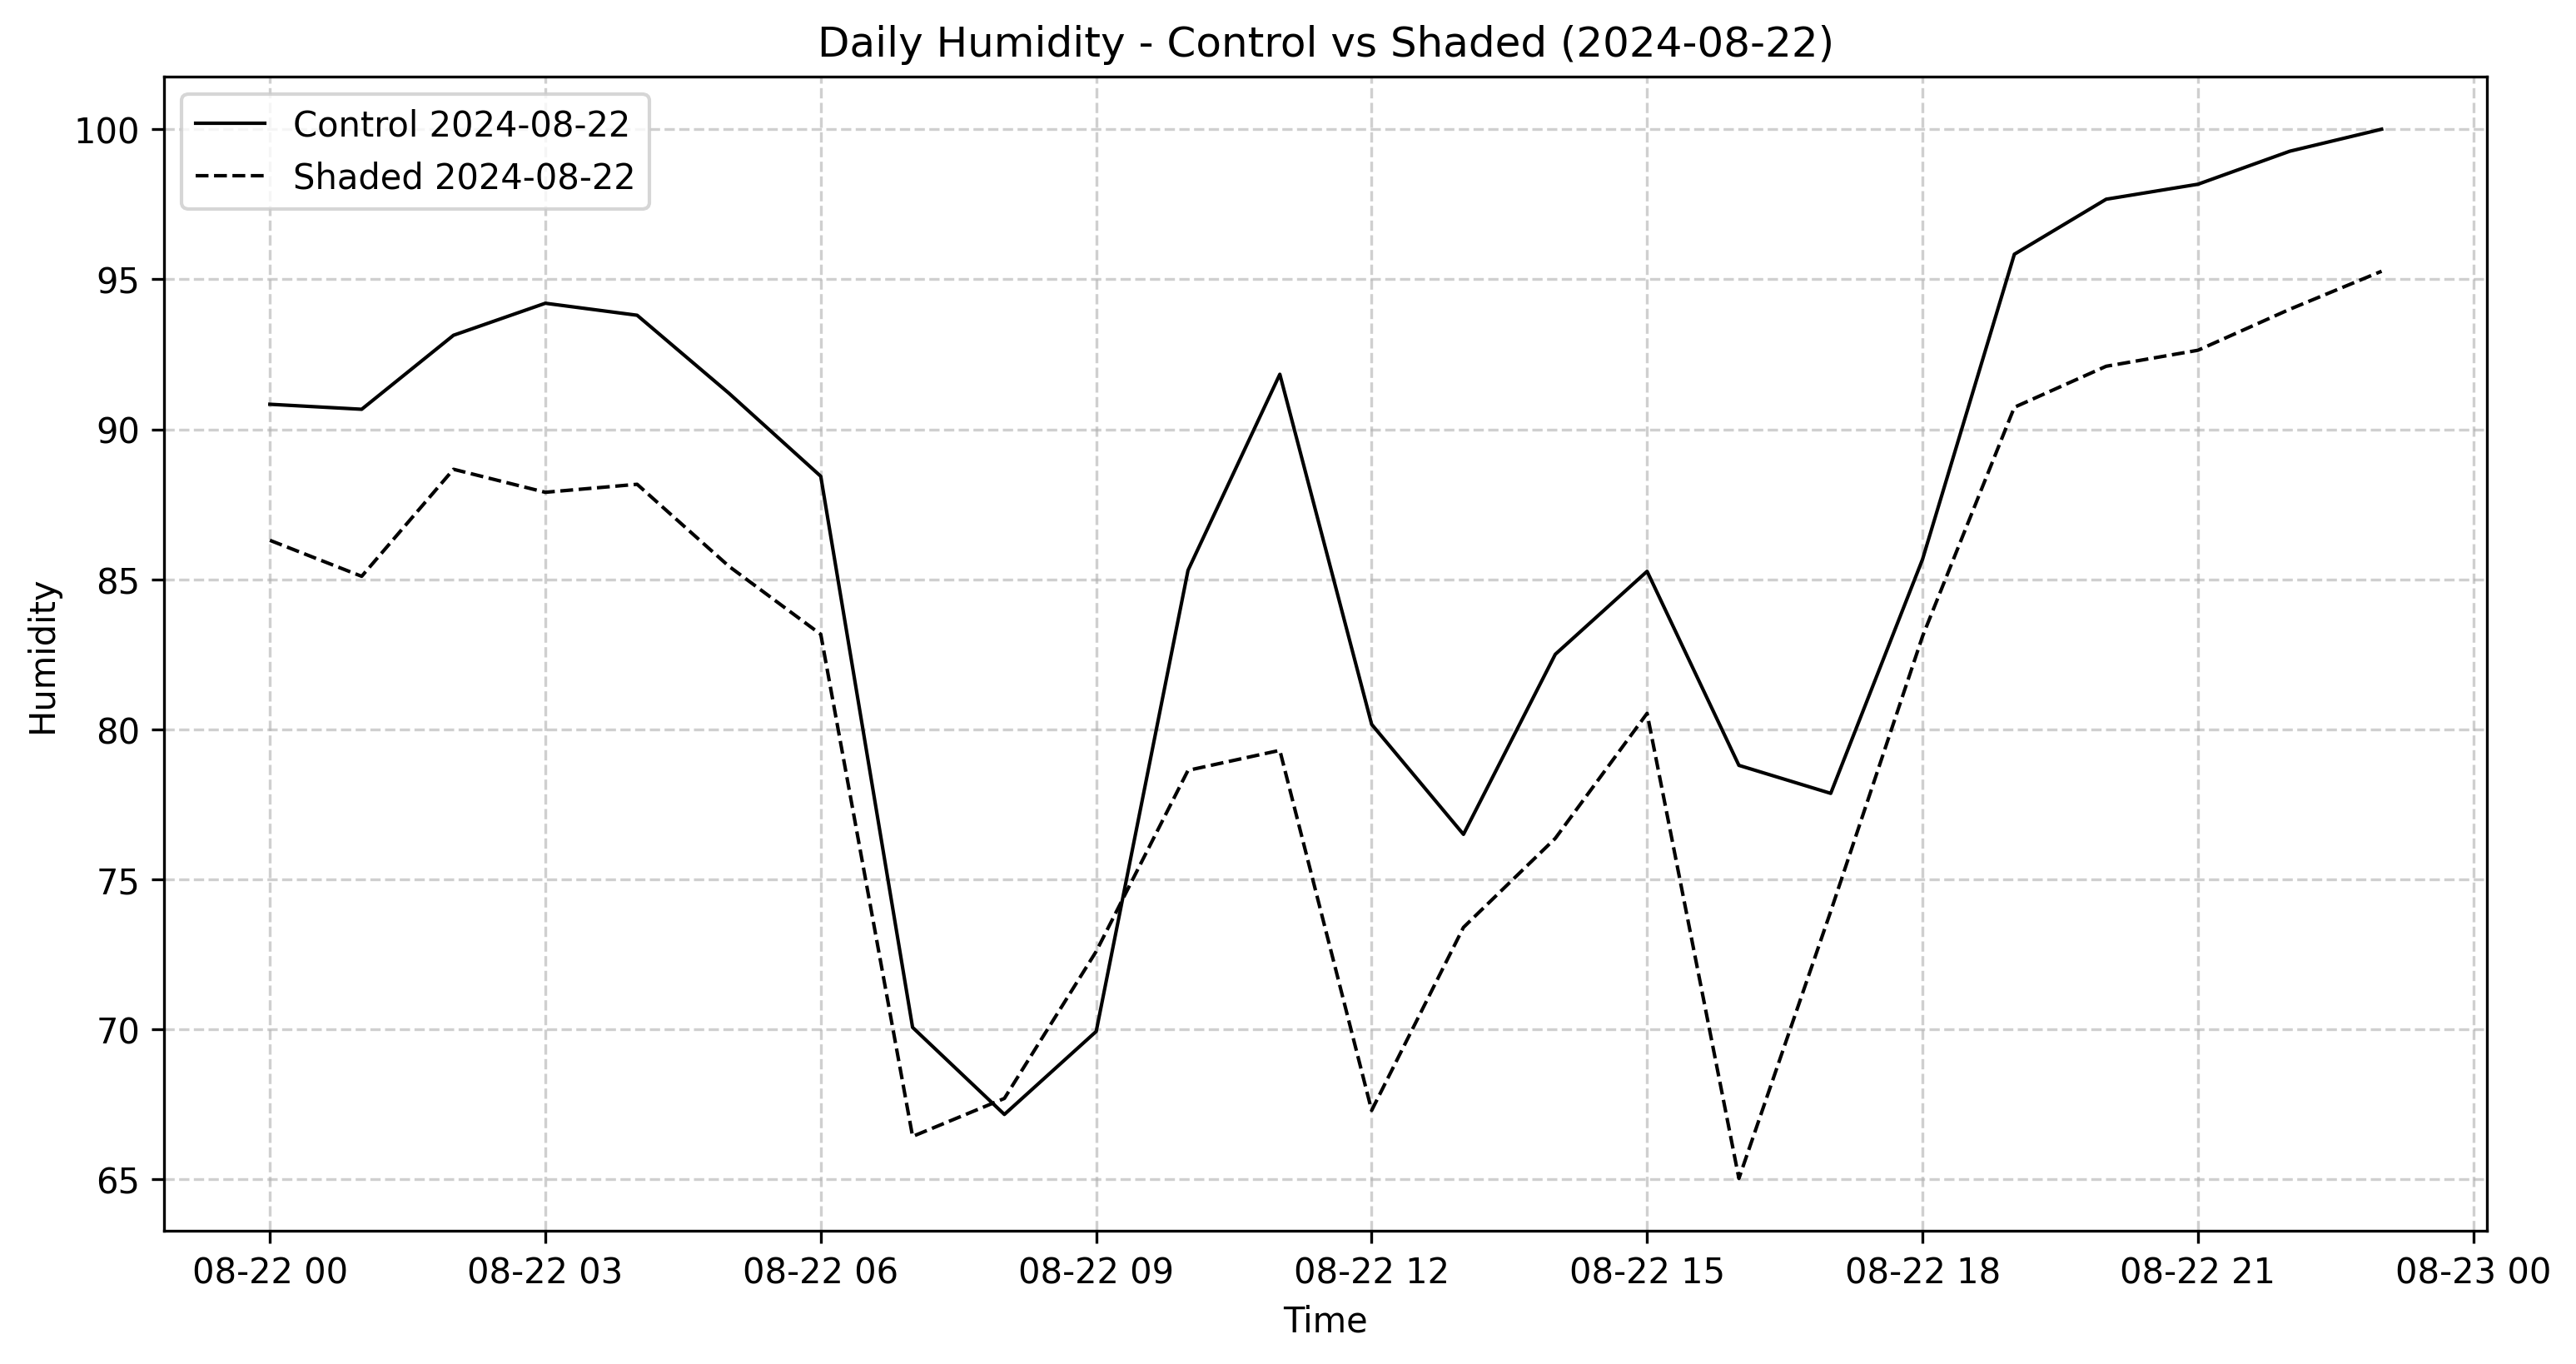 Daily Humidity - Control vs Shaded (2024-08-22)
Control 2024-08-22
Shaded 2024-08-22
100
95
90
85
80
75
70
65
Humidity
08-22 00 08-22 03 08-22 06 08-22 09 08-22 12 08-22 15 08-22 18 08-22 21 08-23 00
Time